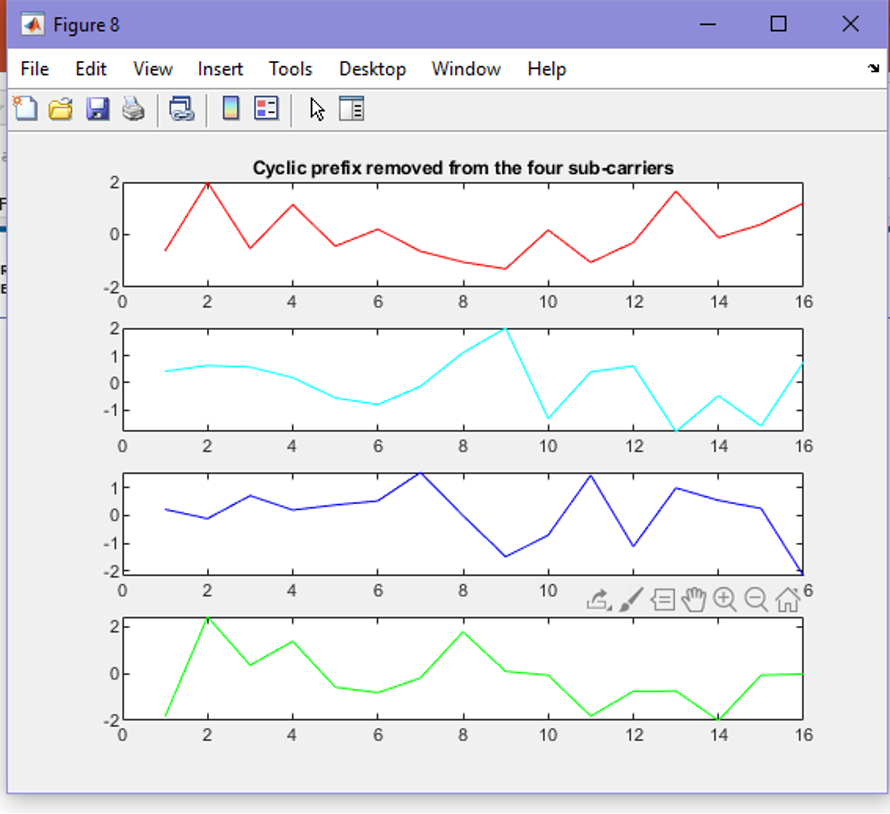 Figure 8
File Edit View Insert Tools Desktop Window Help
Cyclic prefix removed from the four sub-carriers
2
0
-2
0 2 4 6 8 10 12 14 16
2
1
0
-1
0 2 4 6 8 10 12 14 16
1
0
-1
-2
0 2 4 6 8 10 6
2
0
-2
0 2 4 6 8 10 12 14 16